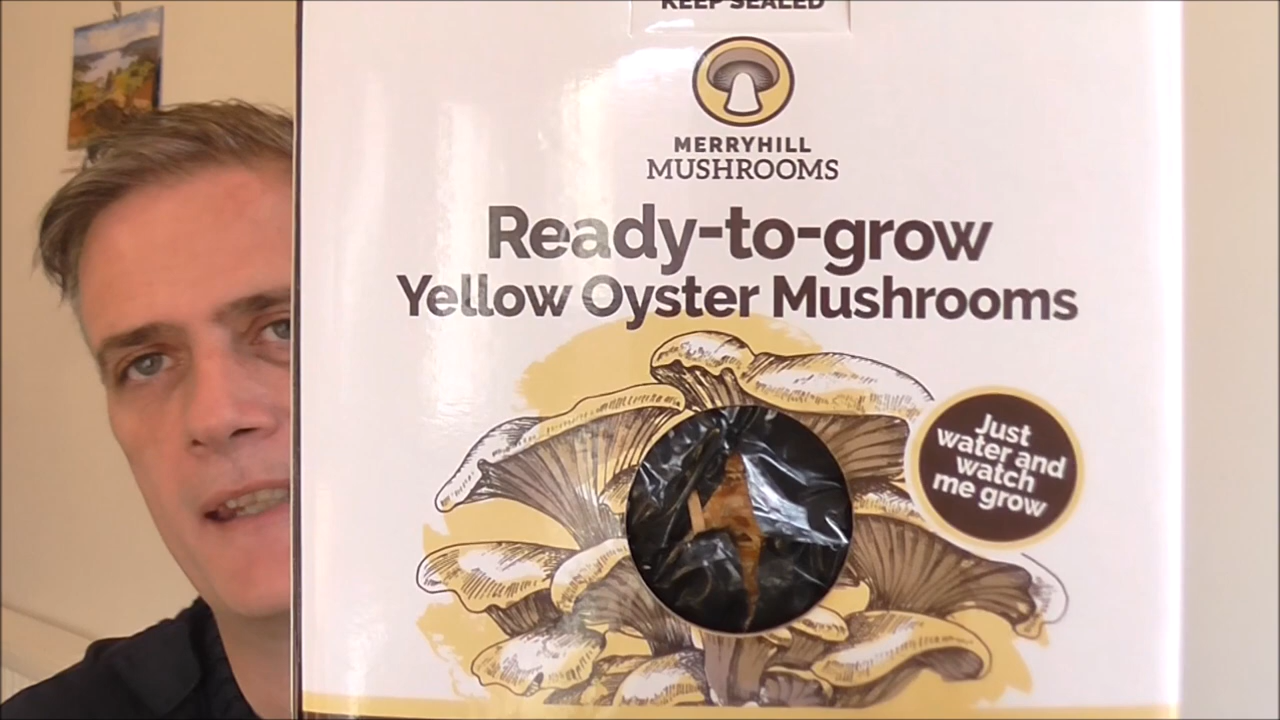 KEEP SEALED
MERRYHILL
MUSHROOMS
Ready-to-grow
Yellow Oyster Mushrooms
Just
water and
watch
me grow